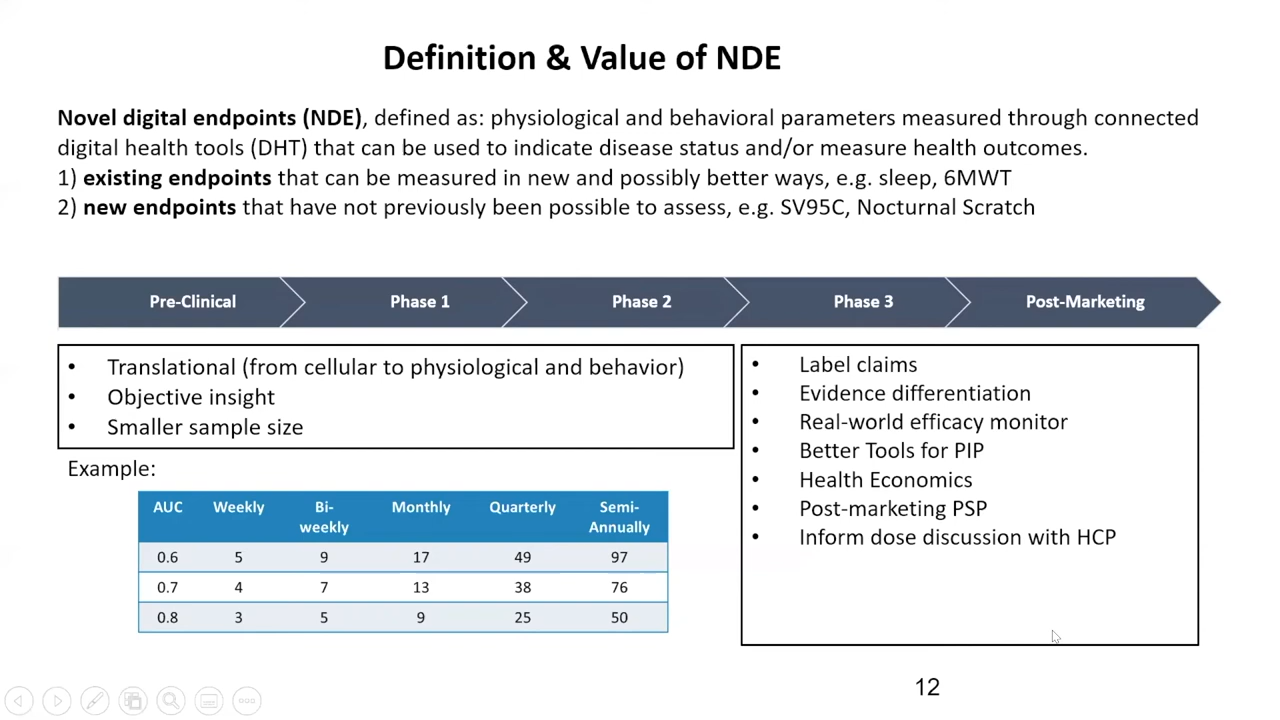 Definition & Value of NDE
Novel digital endpoints (NDE), defined as: physiological and behavioral parameters measured through connected
digital health tools (DHT) that can be used to indicate disease status and/or measure health outcomes.
1) existing endpoints that can be measured in new and possibly better ways, e.g. sleep, 6MWT
2) new endpoints that have not previously been possible to assess, e.g. SV95C, Nocturnal Scratch
Pre-Clinical Phase 1 Phase 2 Phase 3 Post-Marketing
• Translational (from cellular to physiological and behavior)
• Objective insight
• Smaller sample size
Example:
AUC Weekly Bi-weekly Monthly Quarterly Semi-Annually
0.6 5 9 17 49 97
0.7 4 7 13 38 76
0.8 3 5 9 25 50
• Label claims
• Evidence differentiation
• Real-world efficacy monitor
• Better Tools for PIP
• Health Economics
• Post-marketing PSP
• Inform dose discussion with HCP
12